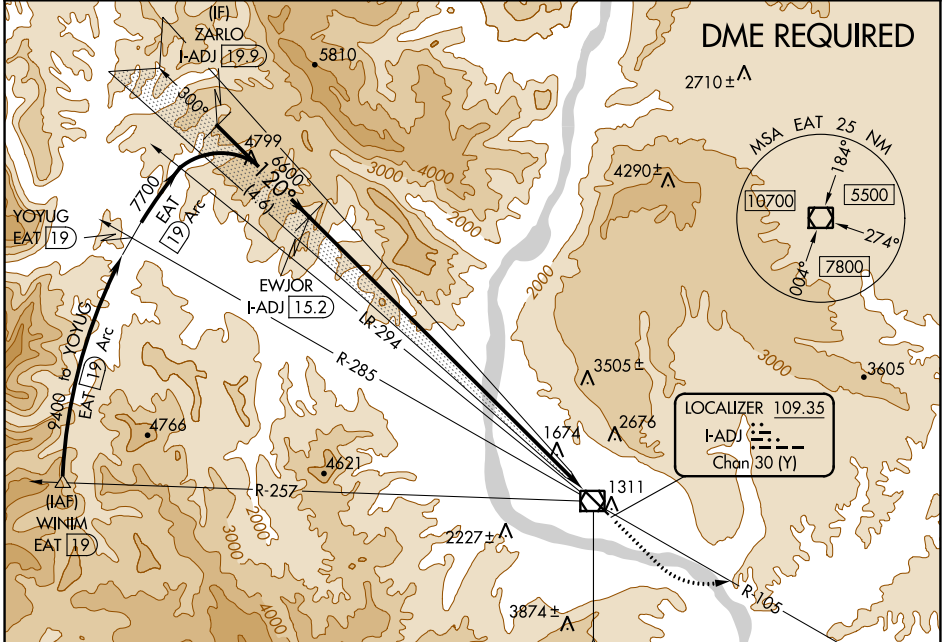 DME REQUIRED
(IF)
ZARLO
I-ADJ 19.9
5810
2710±
MSA EAT 25 NM
184°
10700
5500
274°
7800
004°
300°
4799
6600
120°
(4.6)
4290±
3000
4000
2000
7700
EAT
19 Arc
YOYUG
EAT 19
EWJOR
I-ADJ 15.2
LR-294
R-285
2000
3000
9400 to YOYUG
EAT 19 Arc
3505±
3605
4766
4621
1674
2676
LOCALIZER 109.35
I-ADJ
Chan 30 (Y)
R-257
1311
(IAF)
WINIM
EAT 19
2000
3000
4000
2227±
R-105
3874±